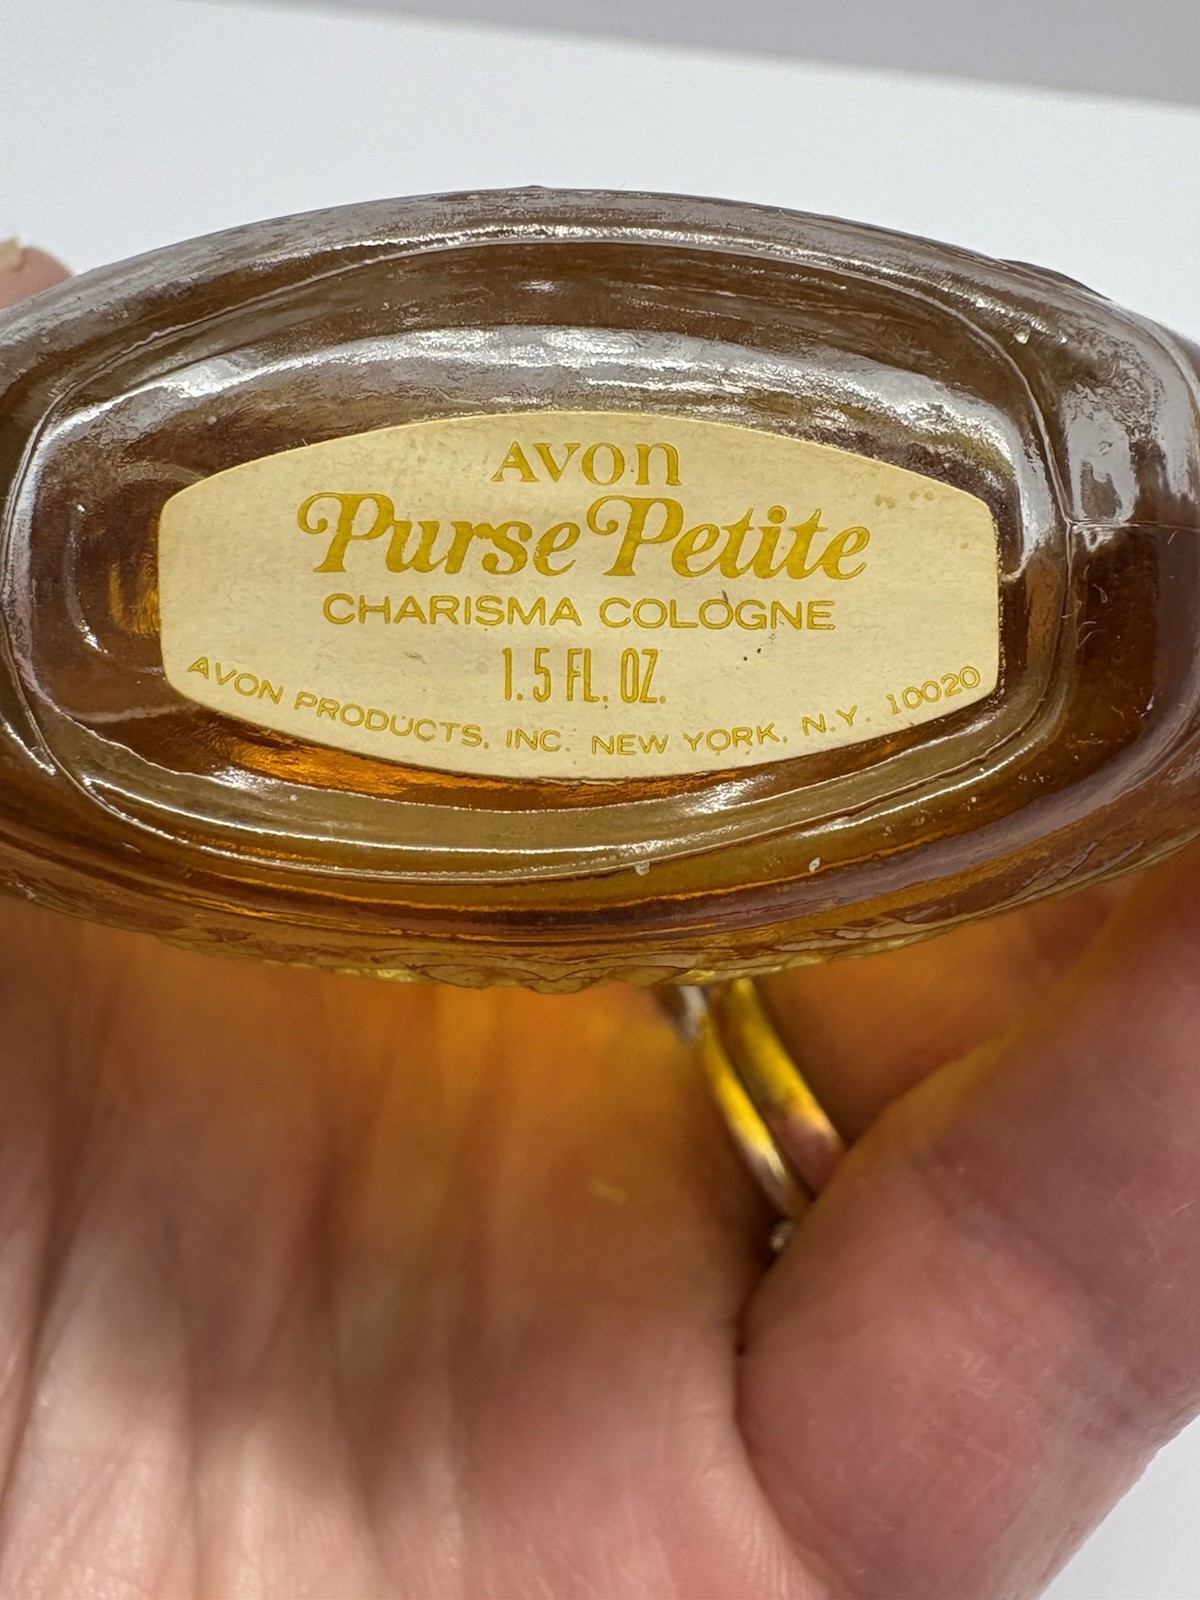 AVON
Purse Petite
CHARISMA COLOGNE
1.5 FL. OZ.
AVON PRODUCTS, INC. NEW YORK, N.Y. 10020